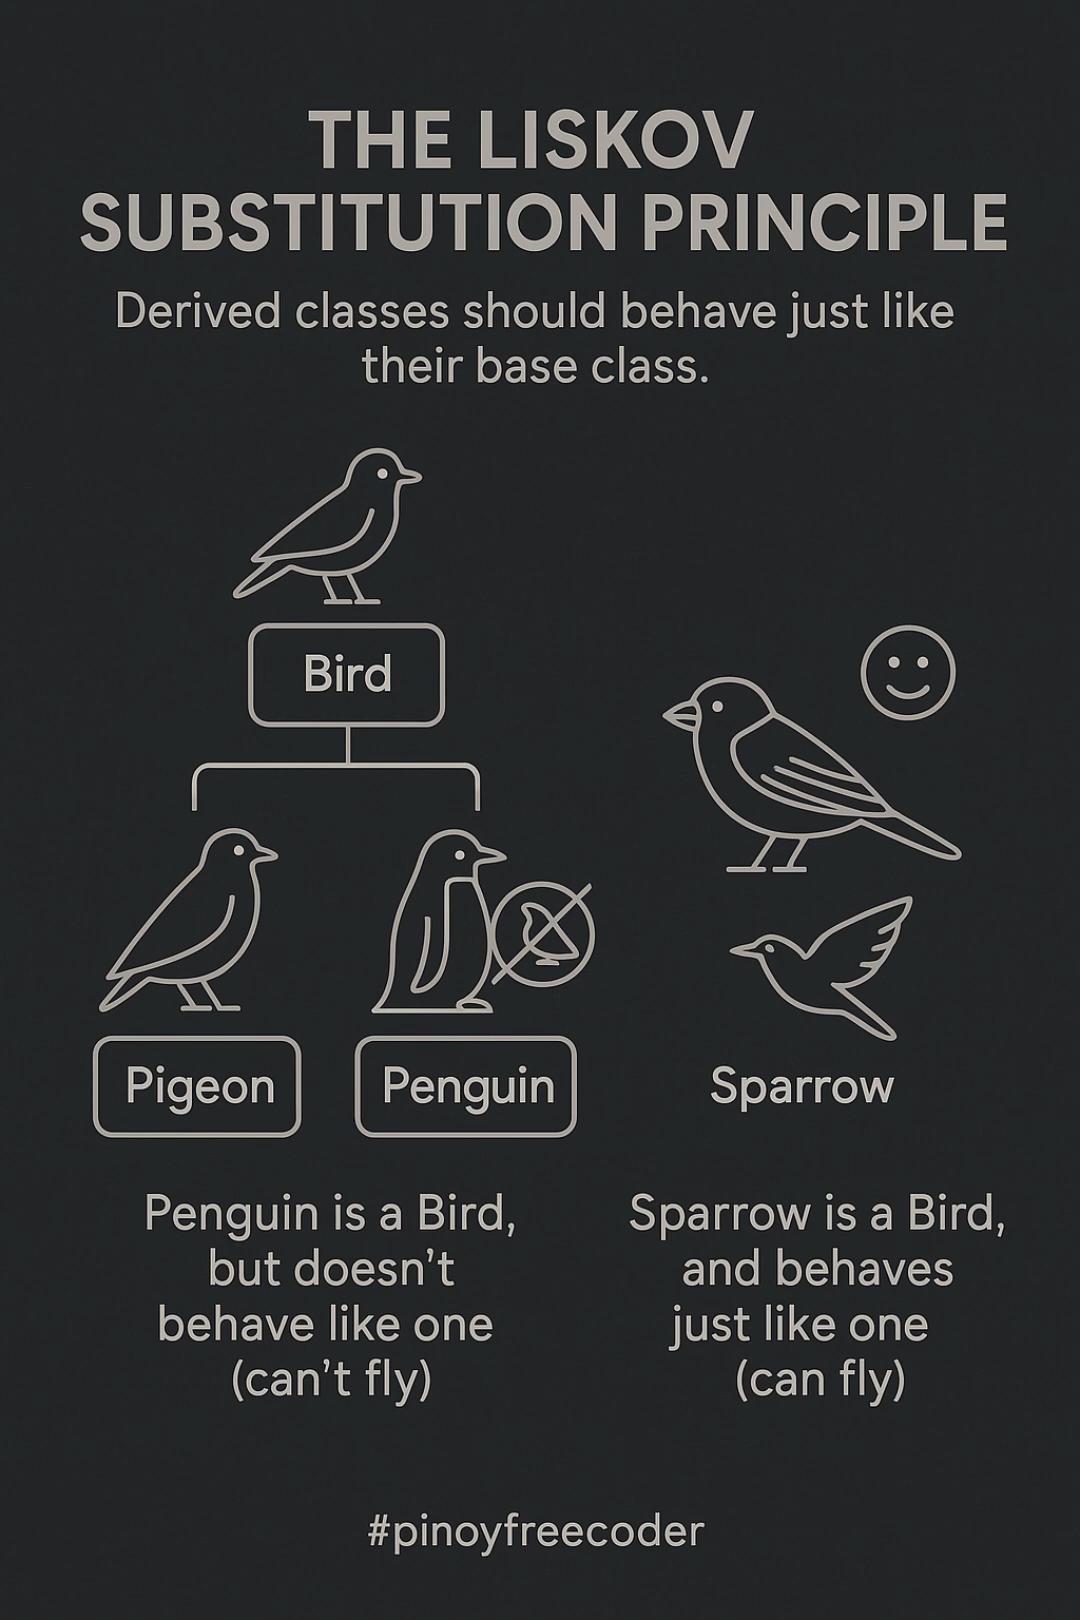 THE LISKOV
SUBSTITUTION PRINCIPLE
Derived classes should behave just like
their base class.
Bird
Pigeon
Penguin
Sparrow
Penguin is a Bird,
but doesn’t
behave like one
(can’t fly)
Sparrow is a Bird,
and behaves
just like one
(can fly)
#pinoyfreecoder